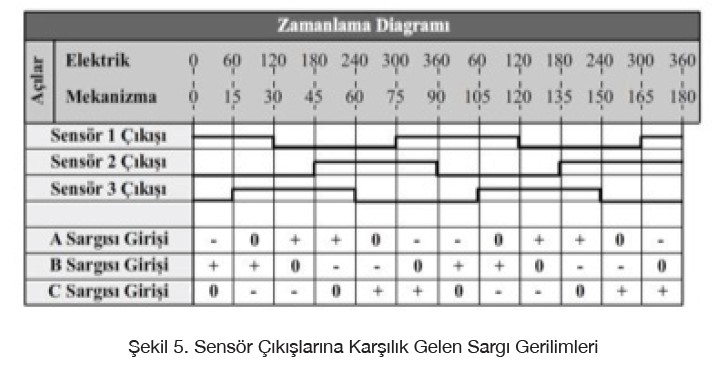 Zamanlama Diagramı
Açılar
Elektrik 0 60 120 180 240 300 360 60 120 180 240 300 360
Mekanizma 0 15 30 45 60 75 90 105 120 135 150 165 180
Sensör 1 Çıkışı
Sensör 2 Çıkışı
Sensör 3 Çıkışı
A Sargısı Girişi - 0 + + 0 - - 0 + + 0 -
B Sargısı Girişi + + 0 - - 0 + + 0 - - 0
C Sargısı Girişi 0 - - 0 + + 0 - - 0 + +
Şekil 5. Sensör Çıkışlarına Karşılık Gelen Sargı Gerilimleri